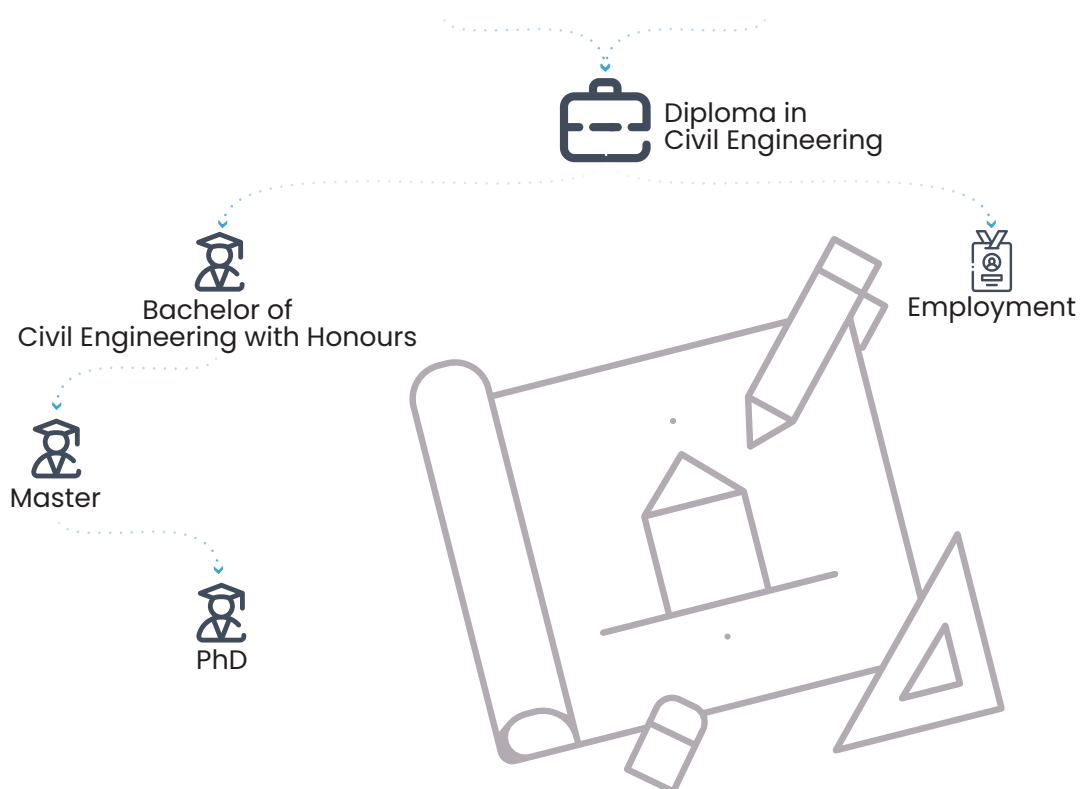 Diploma in
Civil Engineering
Bachelor of
Civil Engineering with Honours
Employment
Master
PhD